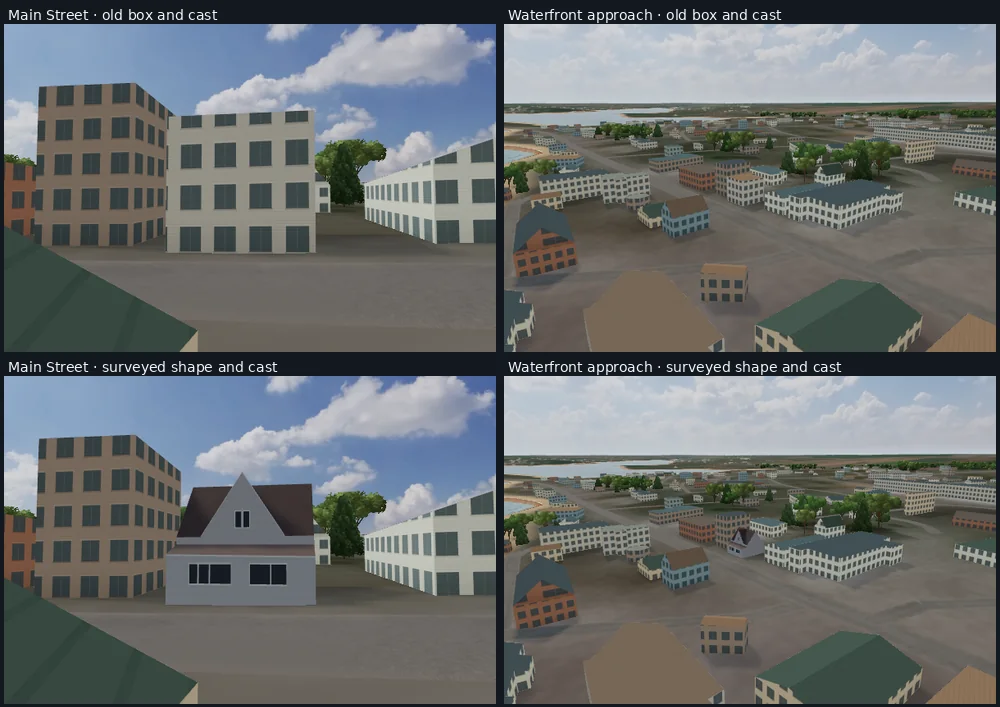 Main Street · old box and cast
Waterfront approach · old box and cast
Main Street · surveyed shape and cast
Waterfront approach · surveyed shape and cast